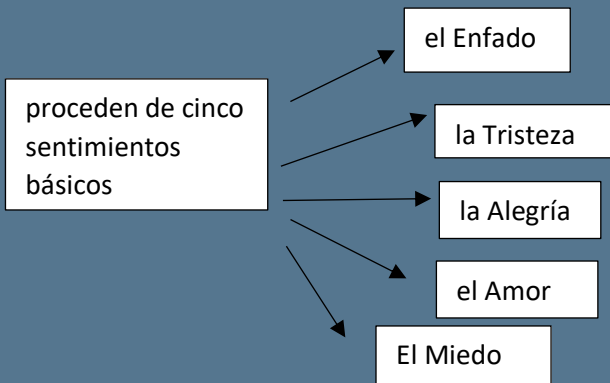 el Enfado
proceden de cinco
sentimientos
básicos
la Tristeza
la Alegría
el Amor
El Miedo